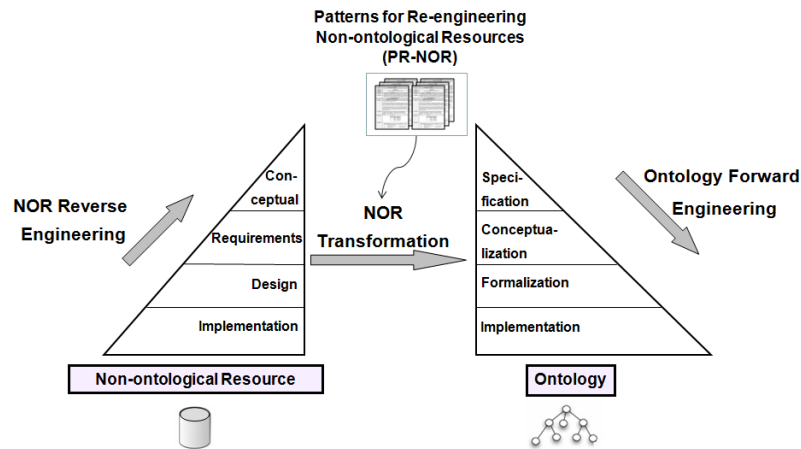 Patterns for Re-engineering
Non-ontological Resources
(PR-NOR)
NOR Reverse
Engineering
Con-
ceptual
Requirements
Design
Implementation
Non-ontological Resource
NOR
Transformation
Speci-
fication
Conceptua-
lization
Formalization
Implementation
Ontology
Ontology Forward
Engineering